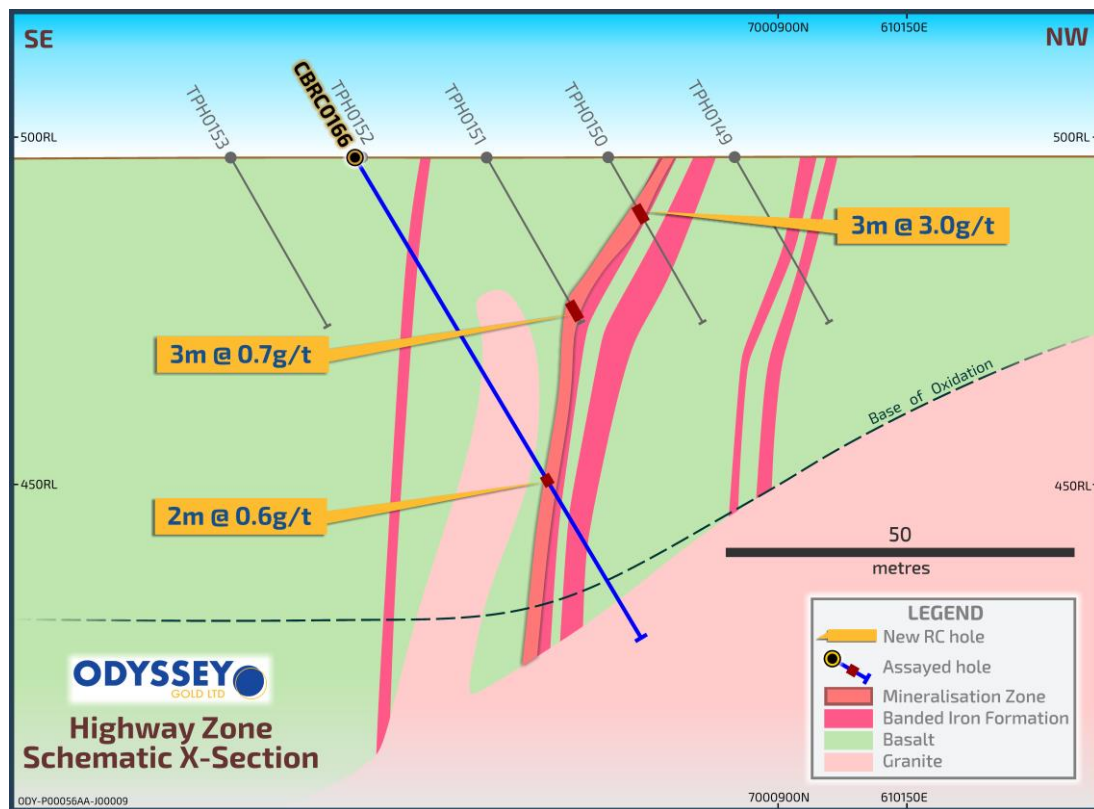 SE
7000900N
610150E
NW
TPH0153
CBRC0166
TPH0152
TPH0151
TPH0150
TPH0149
500RL
500RL
3m @ 3.0g/t
3m @ 0.7g/t
Base of Oxidation
450RL
450RL
2m @ 0.6g/t
50
metres
LEGEND
New RC hole
Assayed hole
Mineralisation Zone
Banded Iron Formation
Basalt
Granite
ODYSSEY
GOLD LTD
Highway Zone
Schematic X-Section
ODY-P00056AA-J00009
7000900N
610150E